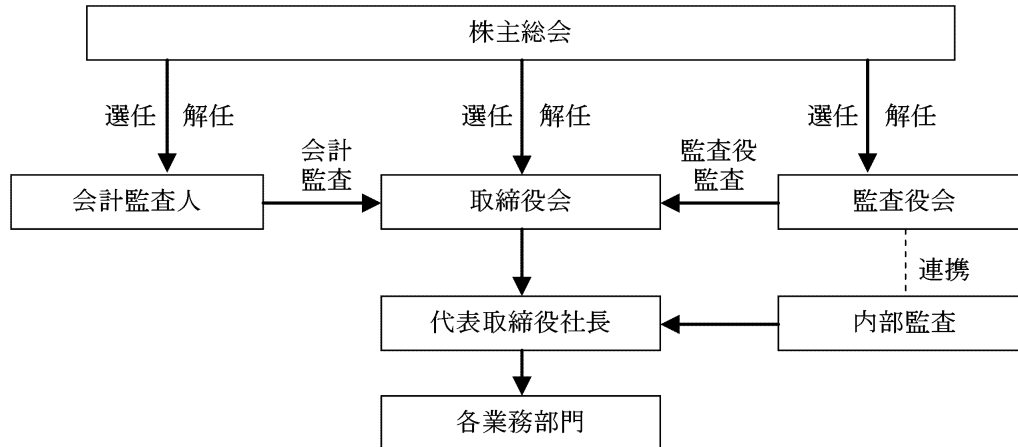 株主総会
選任 解任
選任 解任
選任 解任
会計
監査
監査役
監査
会計監査人
取締役会
監査役会
連携
代表取締役社長
内部監査
各業務部門